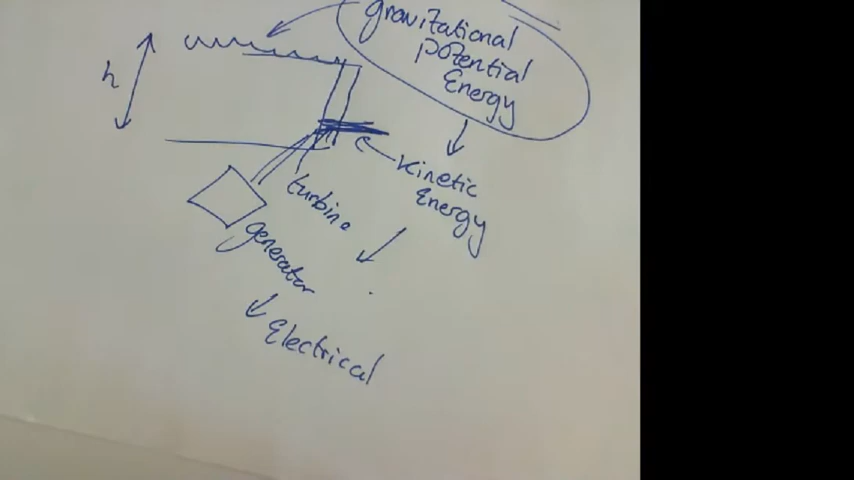 gravitational
potential
Energy
h
kinetic
Energy
turbine
generator
Electrical